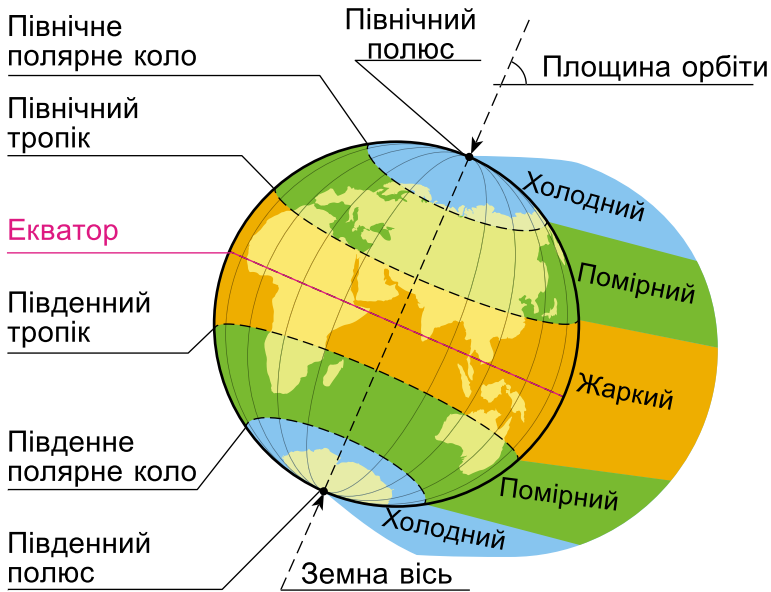 Північне
полярне коло
Північний
полюс
Площина орбіти
Північний
тропік
Холодний
Екватор
Помірний
Південний
тропік
Жаркий
Південне
полярне коло
Помірний
Холодний
Південний
полюс
Земна вісь